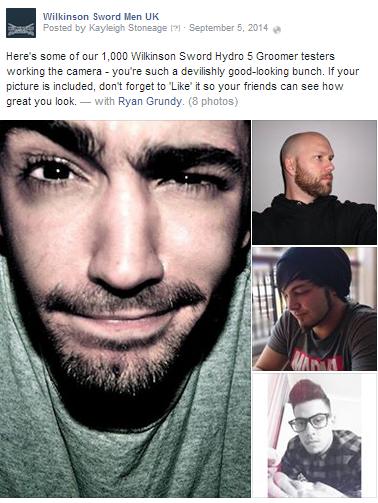 Wilkinson Sword Men UK
Posted by Kayleigh Stoneage [?] · September 5, 2014
Here's some of our 1,000 Wilkinson Sword Hydro 5 Groomer testers
working the camera - you're such a devilishly good-looking bunch. If your
picture is included, don't forget to 'Like' it so your friends can see how
great you look. — with Ryan Grundy. (8 photos)
MARVEL